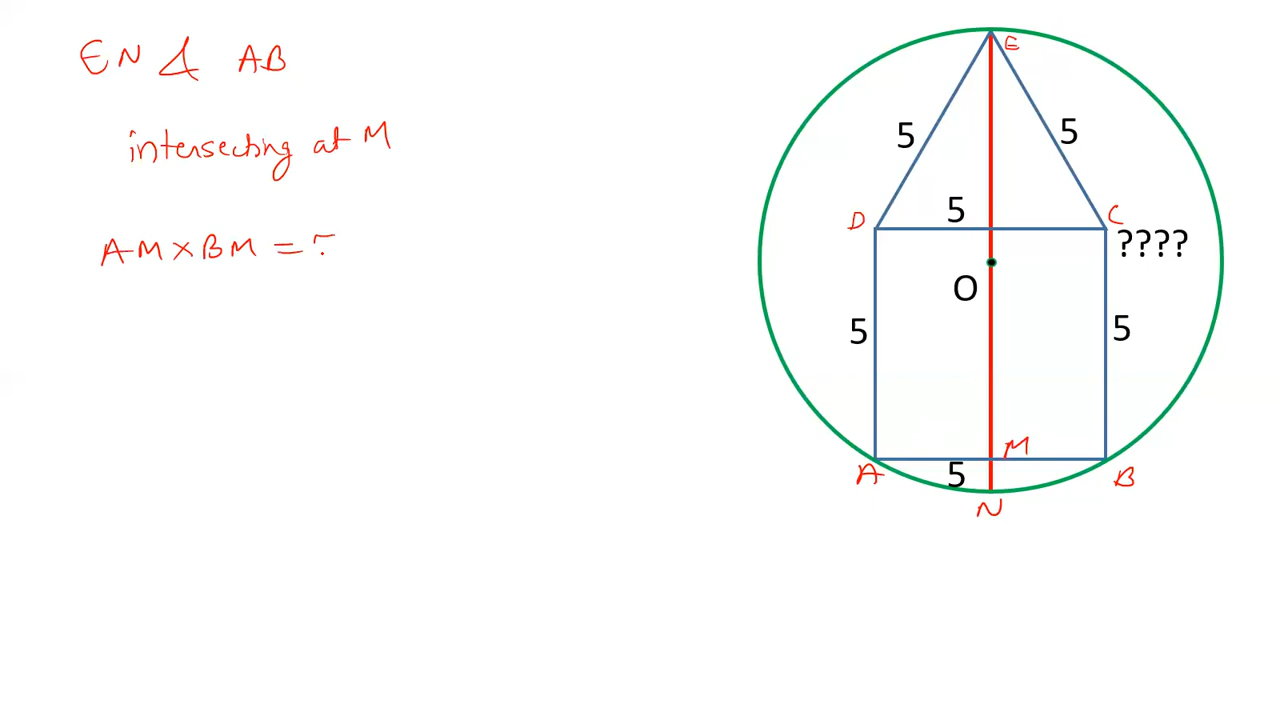 EN & AB
intersecting at M
AM × BM = ?
E
5
5
D
5
C
????
O
5
5
M
A
5
B
N